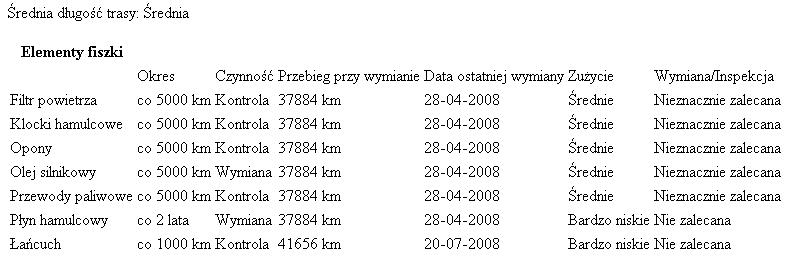 Średnia długość trasy: Średnia
Elementy fiszki
Okres Czynność Przebieg przy wymianie Data ostatniej wymiany Zużycie Wymiana/Inspekcja
Filtr powietrza co 5000 km Kontrola 37884 km 28-04-2008 Średnie Nieznacznie zalecana
Klocki hamulcowe co 5000 km Kontrola 37884 km 28-04-2008 Średnie Nieznacznie zalecana
Opony co 5000 km Kontrola 37884 km 28-04-2008 Średnie Nieznacznie zalecana
Olej silnikowy co 5000 km Wymiana 37884 km 28-04-2008 Średnie Nieznacznie zalecana
Przewody paliwowe co 5000 km Kontrola 37884 km 28-04-2008 Średnie Nieznacznie zalecana
Płyn hamulcowy co 2 lata Wymiana 37884 km 28-04-2008 Bardzo niskie Nie zalecana
Łańcuch co 1000 km Kontrola 41656 km 20-07-2008 Bardzo niskie Nie zalecana